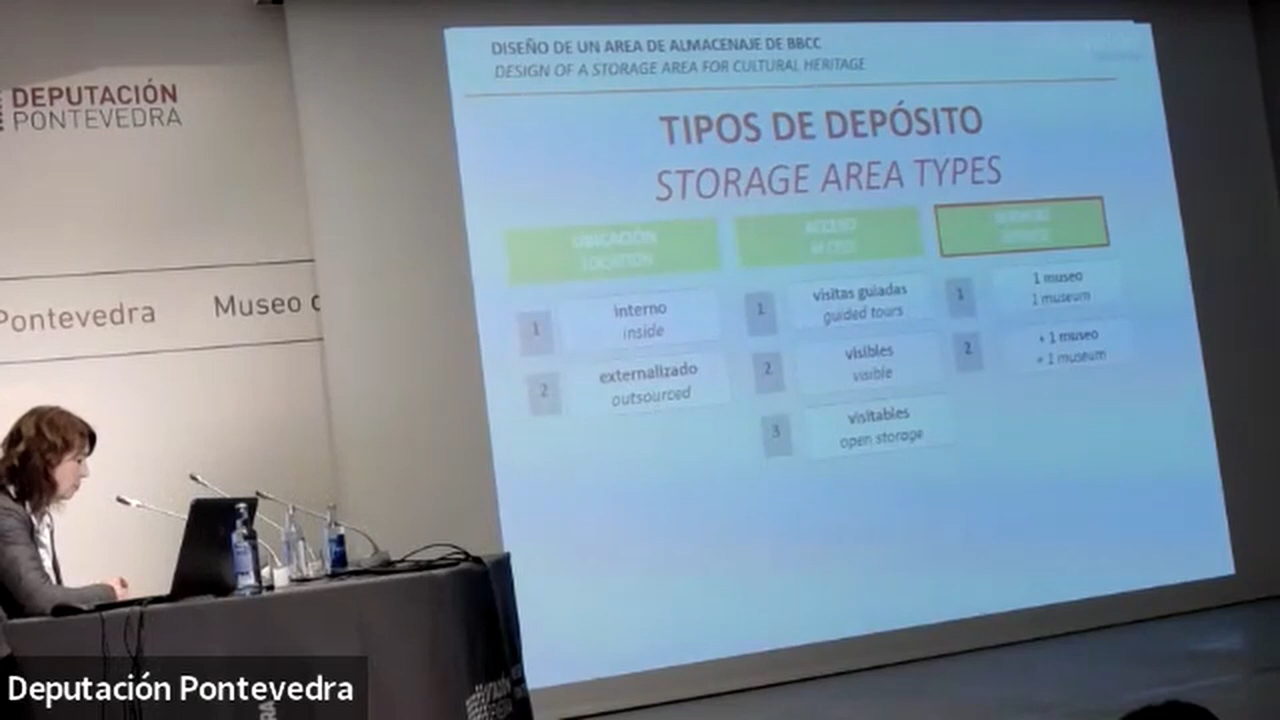 DEPUTACIÓN
PONTEVEDRA
Pontevedra Museo
DISEÑO DE UN AREA DE ALMACENAJE DE BBCC
DESIGN OF A STORAGE AREA FOR CULTURAL HERITAGE
TIPOS DE DEPÓSITO
STORAGE AREA TYPES
UBICACIÓN
LOCATION
1
interno
inside
2
externalizado
outsourced
ACCESO
ACCESS
1
visitas guiadas
guided tours
2
visibles
visible
3
visitables
open storage
1
1 museo
1 museum
2
+ 1 museo
+ 1 museum
Deputación Pontevedra